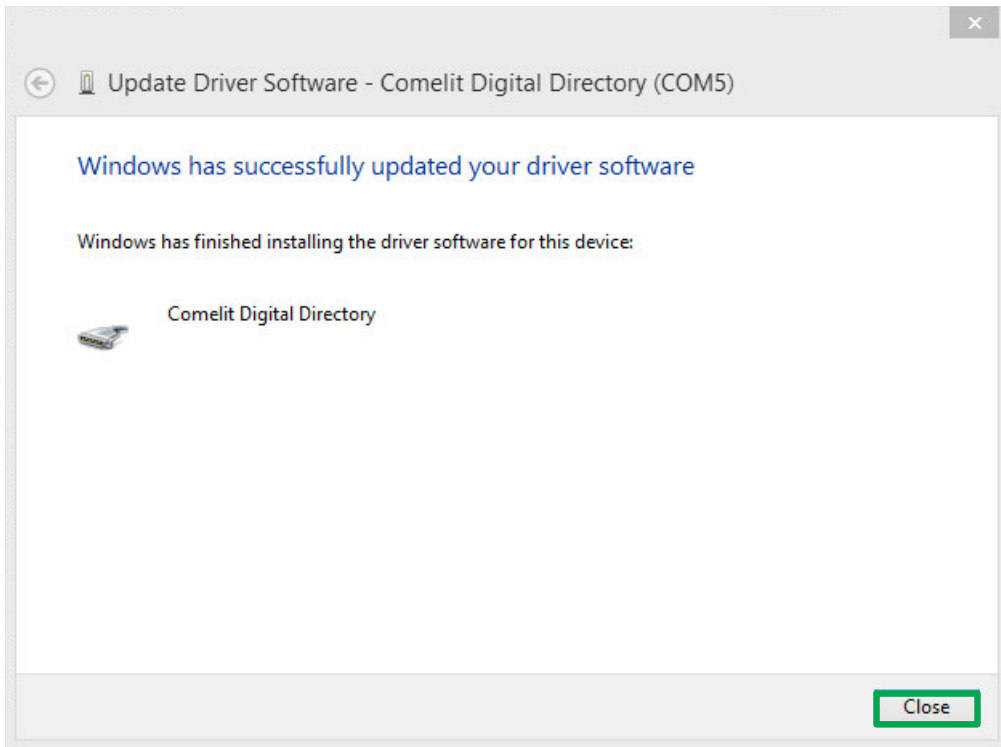 Update Driver Software - Comelit Digital Directory (COM5)
Windows has successfully updated your driver software
Windows has finished installing the driver software for this device:
Comelit Digital Directory
Close